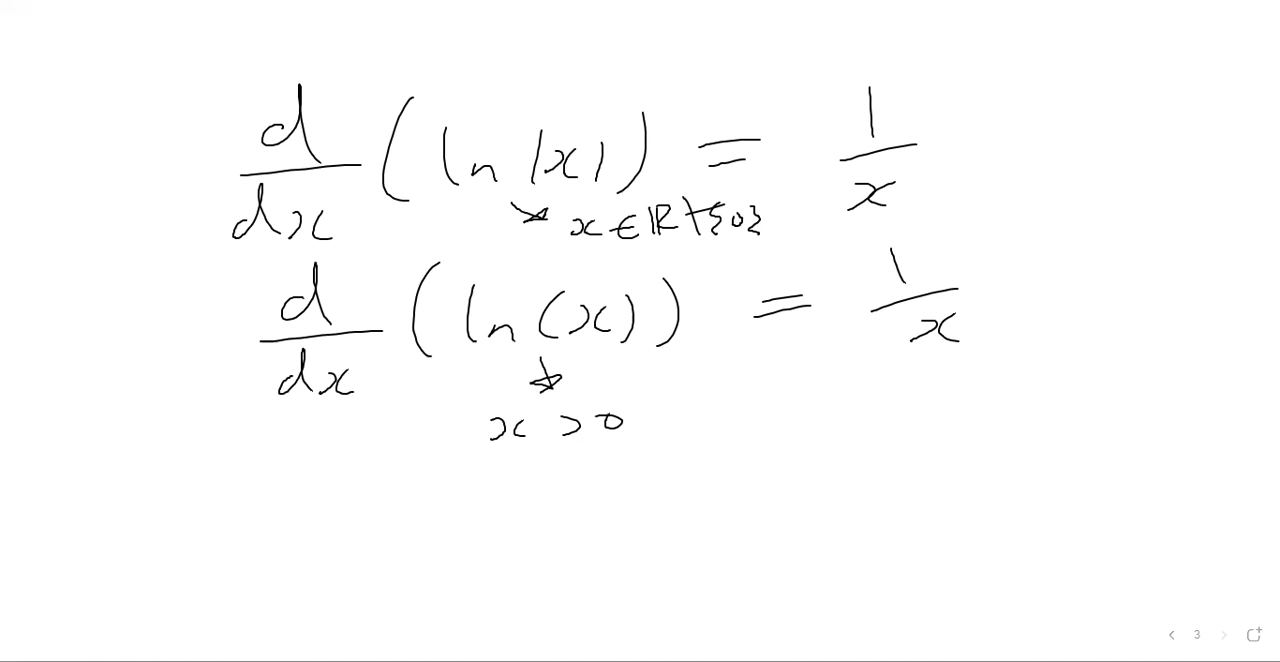 d/dx (ln |x|) = 1/x
x ∈ ℝ \ {0}
d/dx (ln (x)) = 1/x
x > 0
3